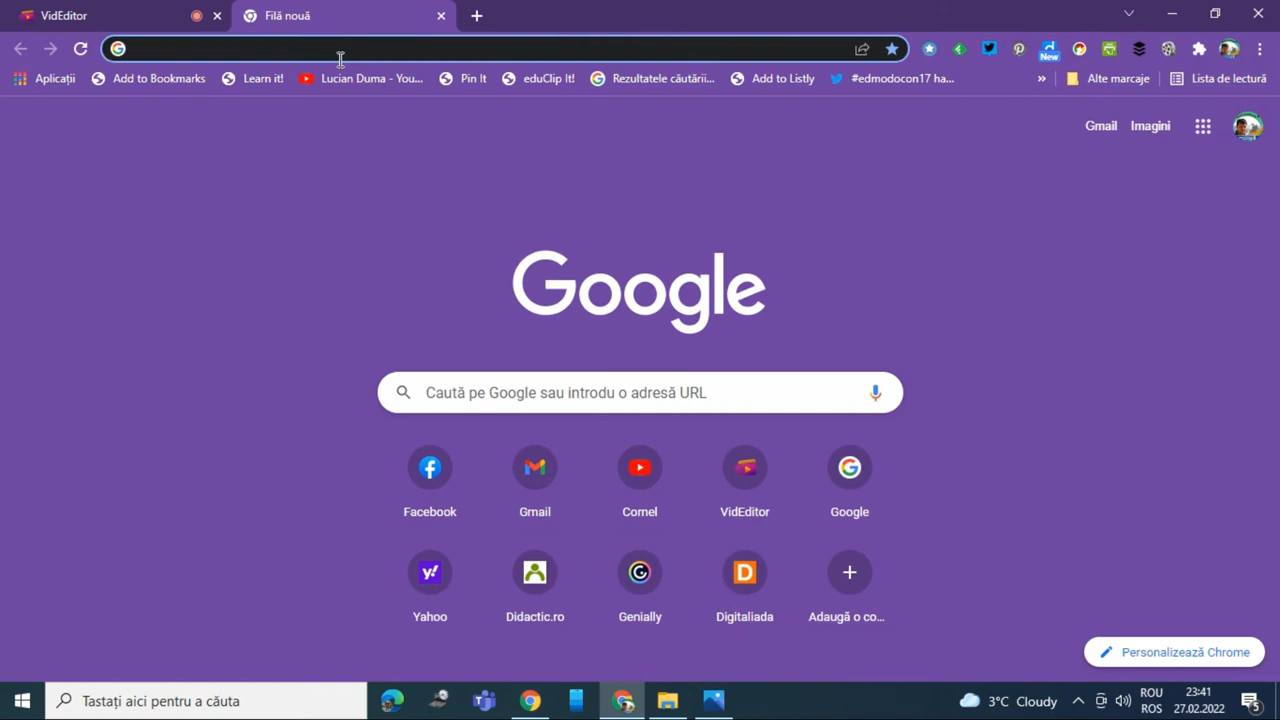 VidEditor
Filă nouă
New
Aplicații
Add to Bookmarks
Learn it!
Lucian Duma - You...
Pin It
eduClip It!
Rezultatele căutării...
Add to Listly
#edmodocon17 ha...
»
Alte marcaje
Lista de lectură
Gmail
Imagini
Google
Caută pe Google sau introdu o adresă URL
Facebook
Gmail
Cornel
VidEditor
Google
Yahoo
Didactic.ro
Genially
Digitaliada
Adaugă o co...
Personalizează Chrome
Tastați aici pentru a căuta
3°C Cloudy
ROU
ROS
23:41
27.02.2022
5